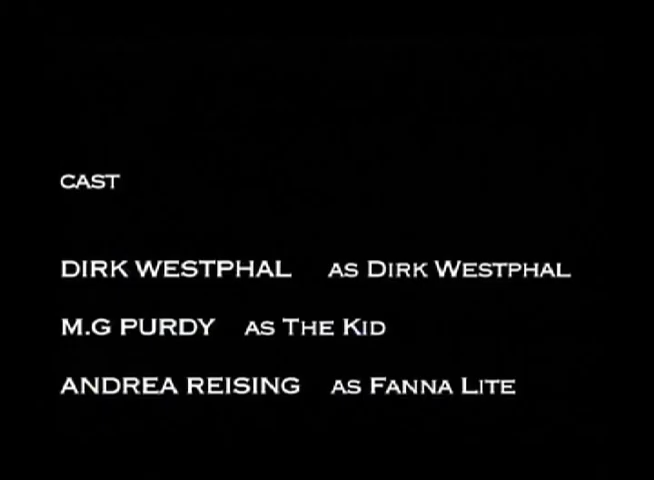 CAST
DIRK WESTPHAL AS DIRK WESTPHAL
M.G PURDY AS THE KID
ANDREA REISING AS FANNA LITE